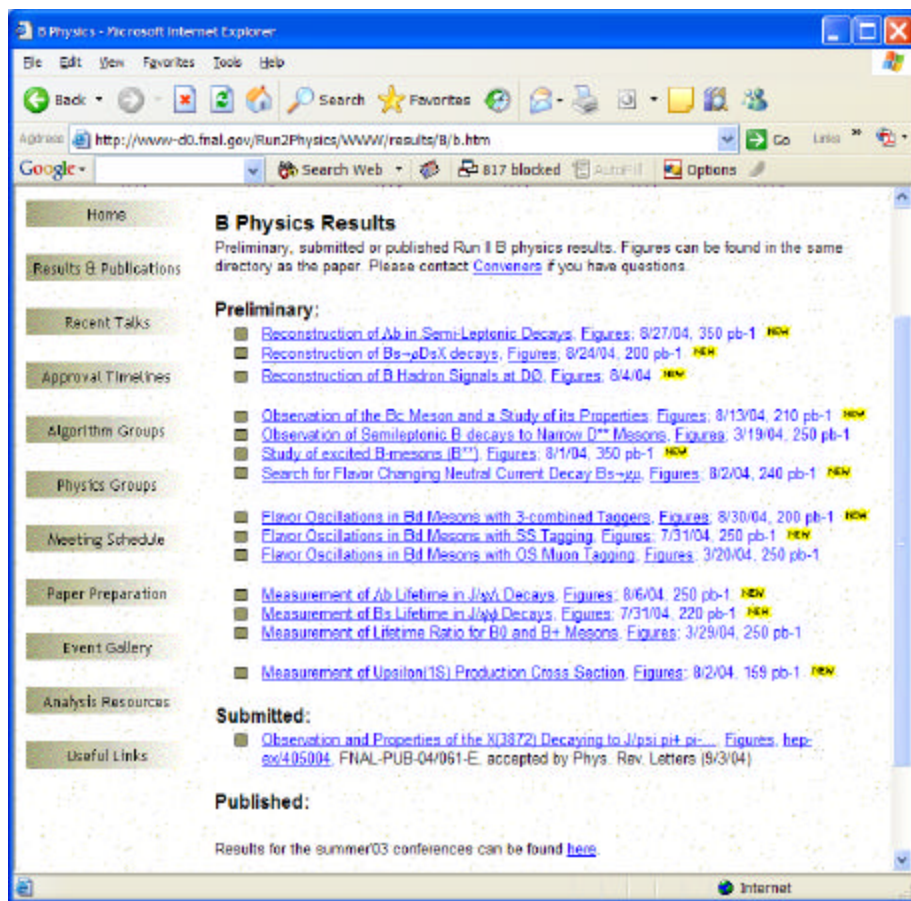 B Physics - Microsoft Internet Explorer
File Edit View Favorites Tools Help
Back Search Favorites
Address http://www-d0.fnal.gov/Run2Physics/WWW/results/B/b.htm Go Links »
Google Search Web 817 blocked AutoFill Options
Home
Results & Publications
Recent Talks
Approval Timelines
Algorithm Groups
Physics Groups
Meeting Schedule
Paper Preparation
Event Gallery
Analysis Resources
Useful Links
B Physics Results
Preliminary, submitted or published Run II B physics results. Figures can be found in the same
directory as the paper. Please contact Conveners if you have questions.
Preliminary:
Reconstruction of Λb in Semi-Leptonic Decays, Figures; 8/27/04, 350 pb-1 NEW
Reconstruction of Bs→μDsX decays, Figures; 8/24/04, 200 pb-1 NEW
Reconstruction of B Hadron Signals at DØ, Figures; 8/4/04 NEW
Observation of the Bc Meson and a Study of its Properties; Figures; 8/13/04, 210 pb-1 NEW
Observation of Semileptonic B decays to Narrow D** Mesons, Figures; 3/19/04, 250 pb-1
Study of excited B-mesons (B**), Figures; 8/1/04, 350 pb-1 NEW
Search for Flavor Changing Neutral Current Decay Bs→μμ, Figures; 8/2/04, 240 pb-1 NEW
Flavor Oscillations in Bd Mesons with 3-combined Taggers, Figures; 8/30/04, 200 pb-1 NEW
Flavor Oscillations in Bd Mesons with SS Tagging, Figures; 7/31/04, 250 pb-1 NEW
Flavor Oscillations in Bd Mesons with OS Muon Tagging, Figures; 3/20/04, 250 pb-1
Measurement of Λb Lifetime in J/ψΛ Decays, Figures; 8/6/04, 250 pb-1 NEW
Measurement of Bs Lifetime in J/ψφ Decays, Figures; 7/31/04, 220 pb-1 NEW
Measurement of Lifetime Ratio for B0 and B+ Mesons, Figures; 3/29/04, 250 pb-1
Measurement of Upsilon(1S) Production Cross Section, Figures; 8/2/04, 159 pb-1 NEW
Submitted:
Observation and Properties of the X(3872) Decaying to J/psi pi+ pi-..., Figures, hep-
ex/405004, FNAL-PUB-04/061-E, accepted by Phys. Rev. Letters (9/3/04)
Published:
Results for the summer'03 conferences can be found here.
Internet